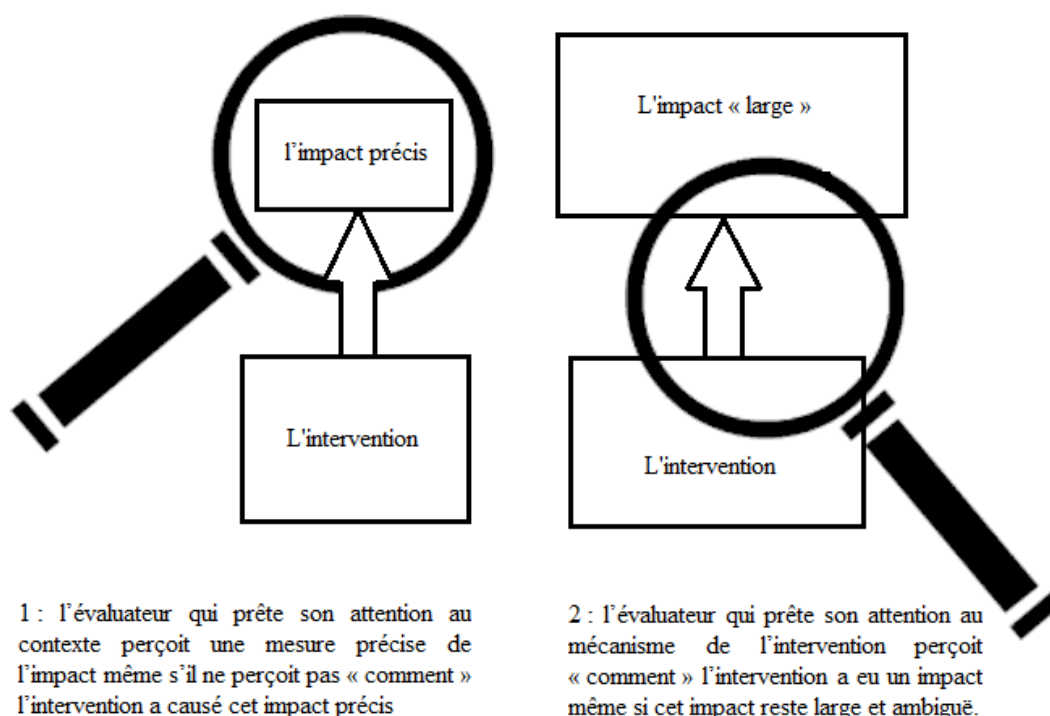 l'impact précis
L'intervention
1 : l'évaluateur qui prête son attention au
contexte perçoit une mesure précise de
l'impact même s'il ne perçoit pas « comment »
l'intervention a causé cet impact précis
L'impact « large »
L'intervention
2 : l'évaluateur qui prête son attention au
mécanisme de l'intervention perçoit
« comment » l'intervention a eu un impact
même si cet impact reste large et ambiguë.